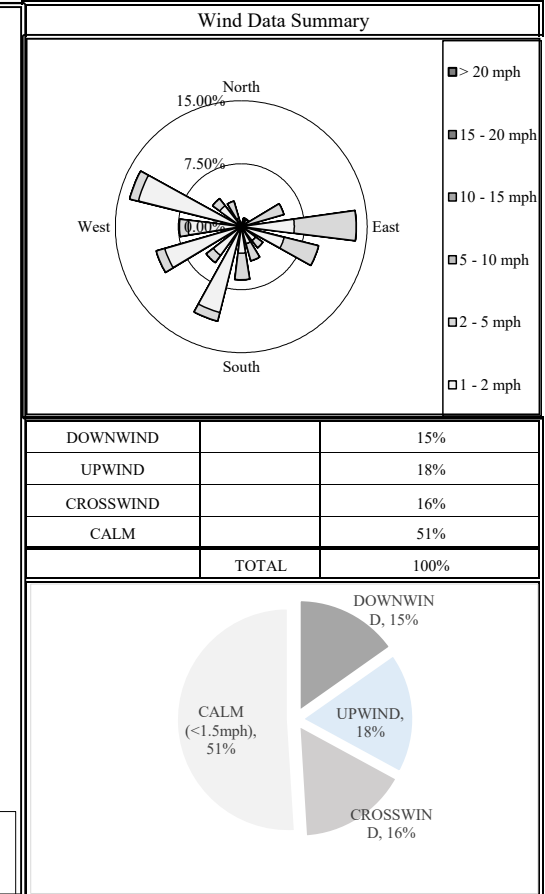 Wind Data Summary
North
15.00%
7.50%
West
0.00%
East
South
> 20 mph
15 - 20 mph
10 - 15 mph
5 - 10 mph
2 - 5 mph
1 - 2 mph
DOWNWIND 15%
UPWIND 18%
CROSSWIND 16%
CALM 51%
TOTAL 100%
DOWNWIN
D, 15%
CALM
(<1.5mph),
51%
UPWIND,
18%
CROSSWIN
D, 16%